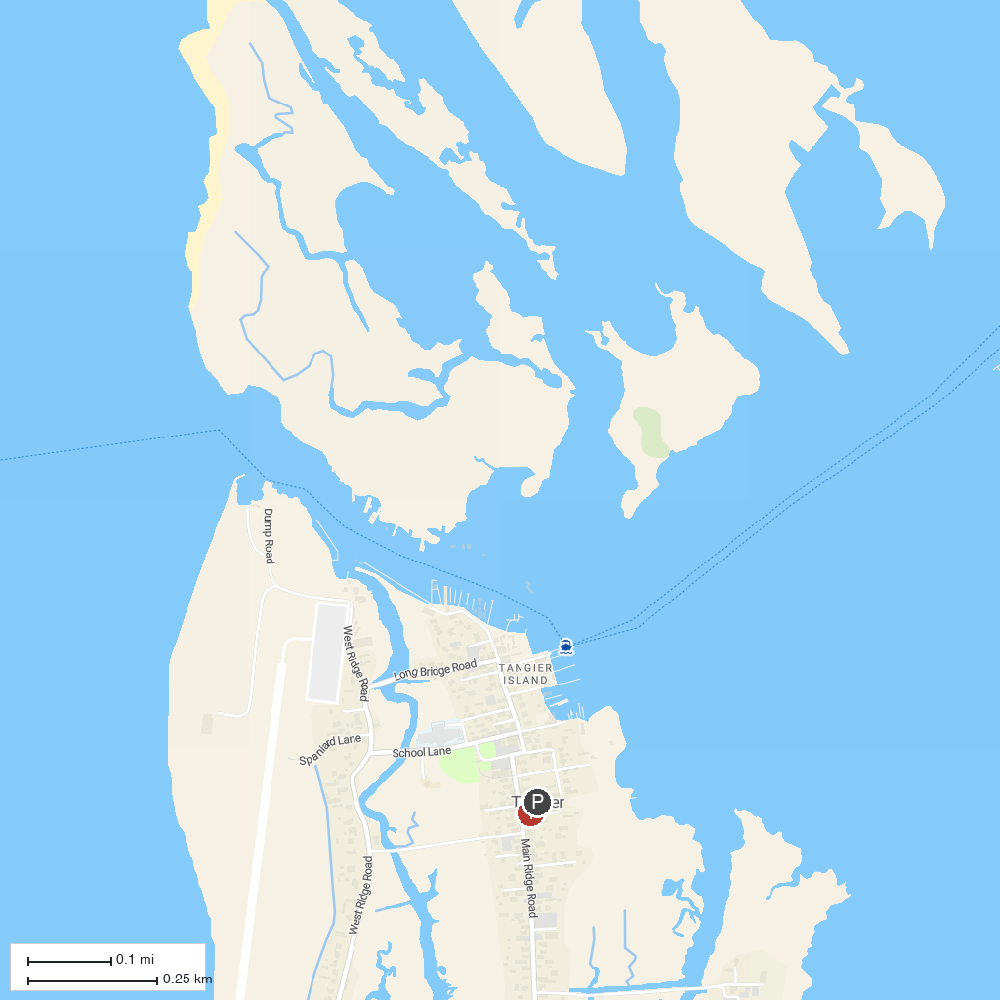 Dump Road
West Ridge Road
Long Bridge Road
TANGIER
ISLAND
Spaniard Lane
School Lane
P
Main Ridge Road
West Ridge Road
0.1 mi
0.25 km